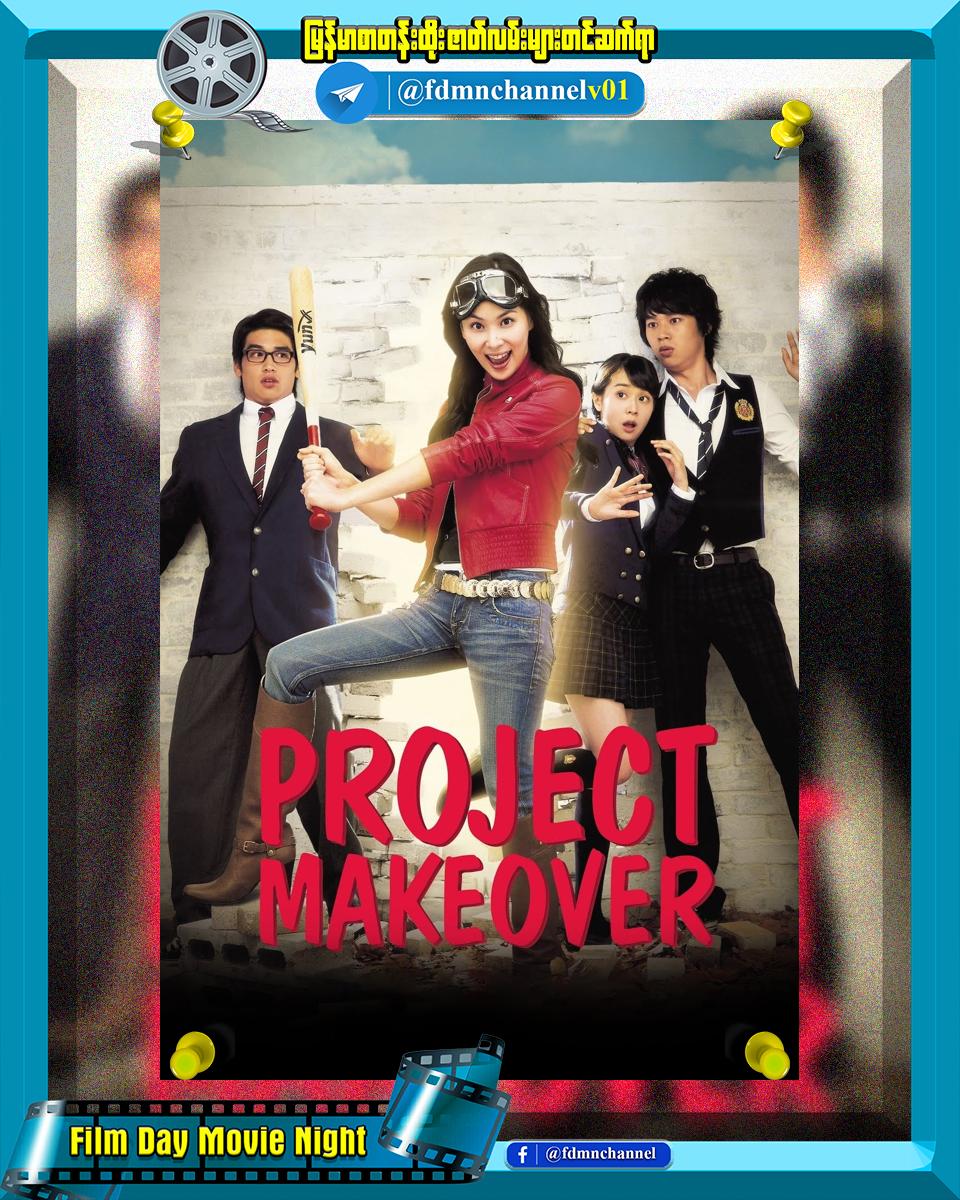 မြန်မာစာတန်းထိုးဇာတ်လမ်းများတင်ဆက်ရာ
@fdmnchannelv01
yunx
PROJECT
MAKEOVER
Film Day Movie Night
f @fdmnchannel